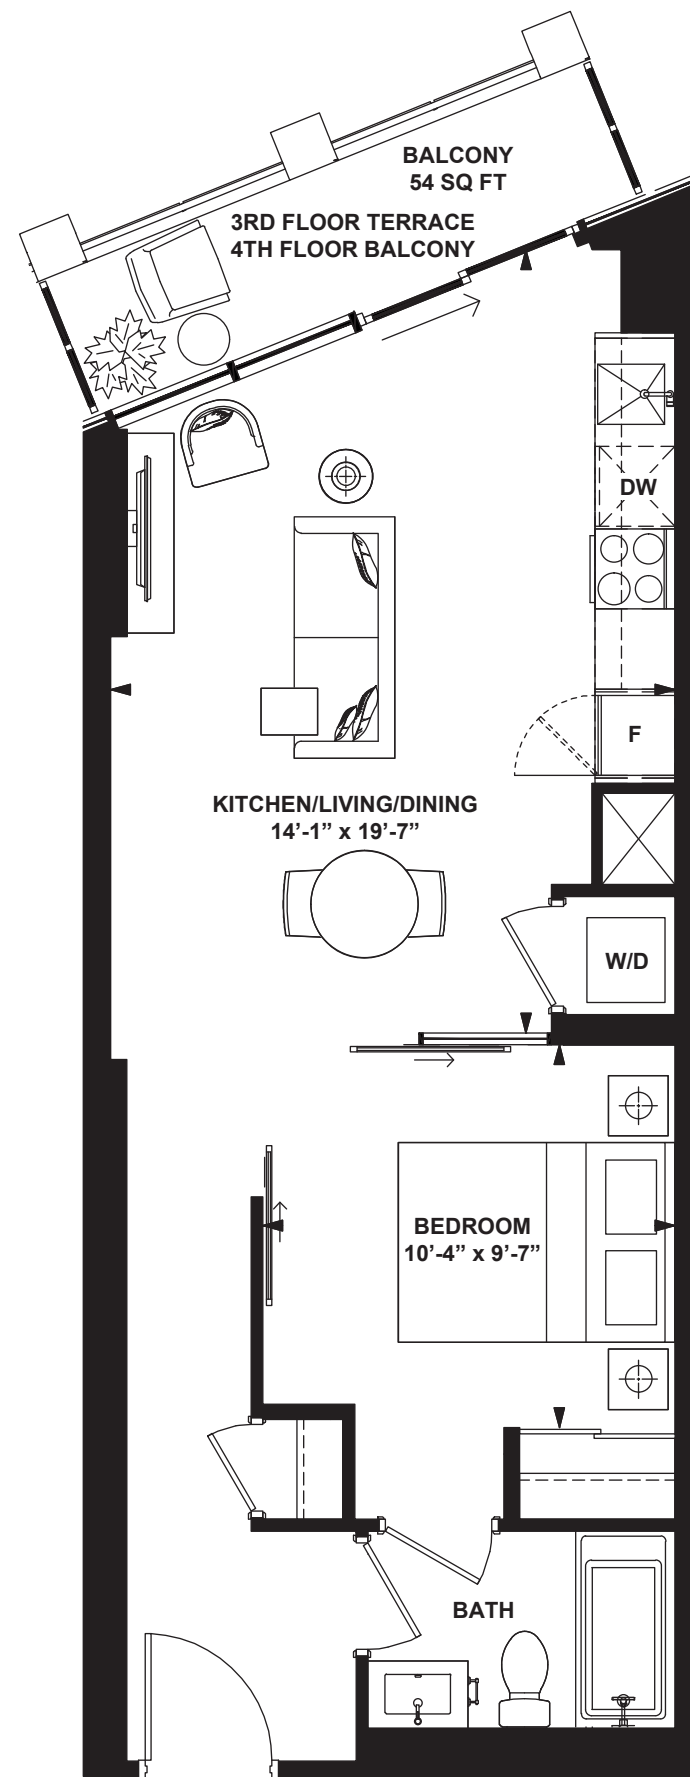 BALCONY
54 SQ FT
3RD FLOOR TERRACE
4TH FLOOR BALCONY
DW
F
KITCHEN/LIVING/DINING
14’-1” x 19’-7”
W/D
BEDROOM
10’-4” x 9’-7”
BATH